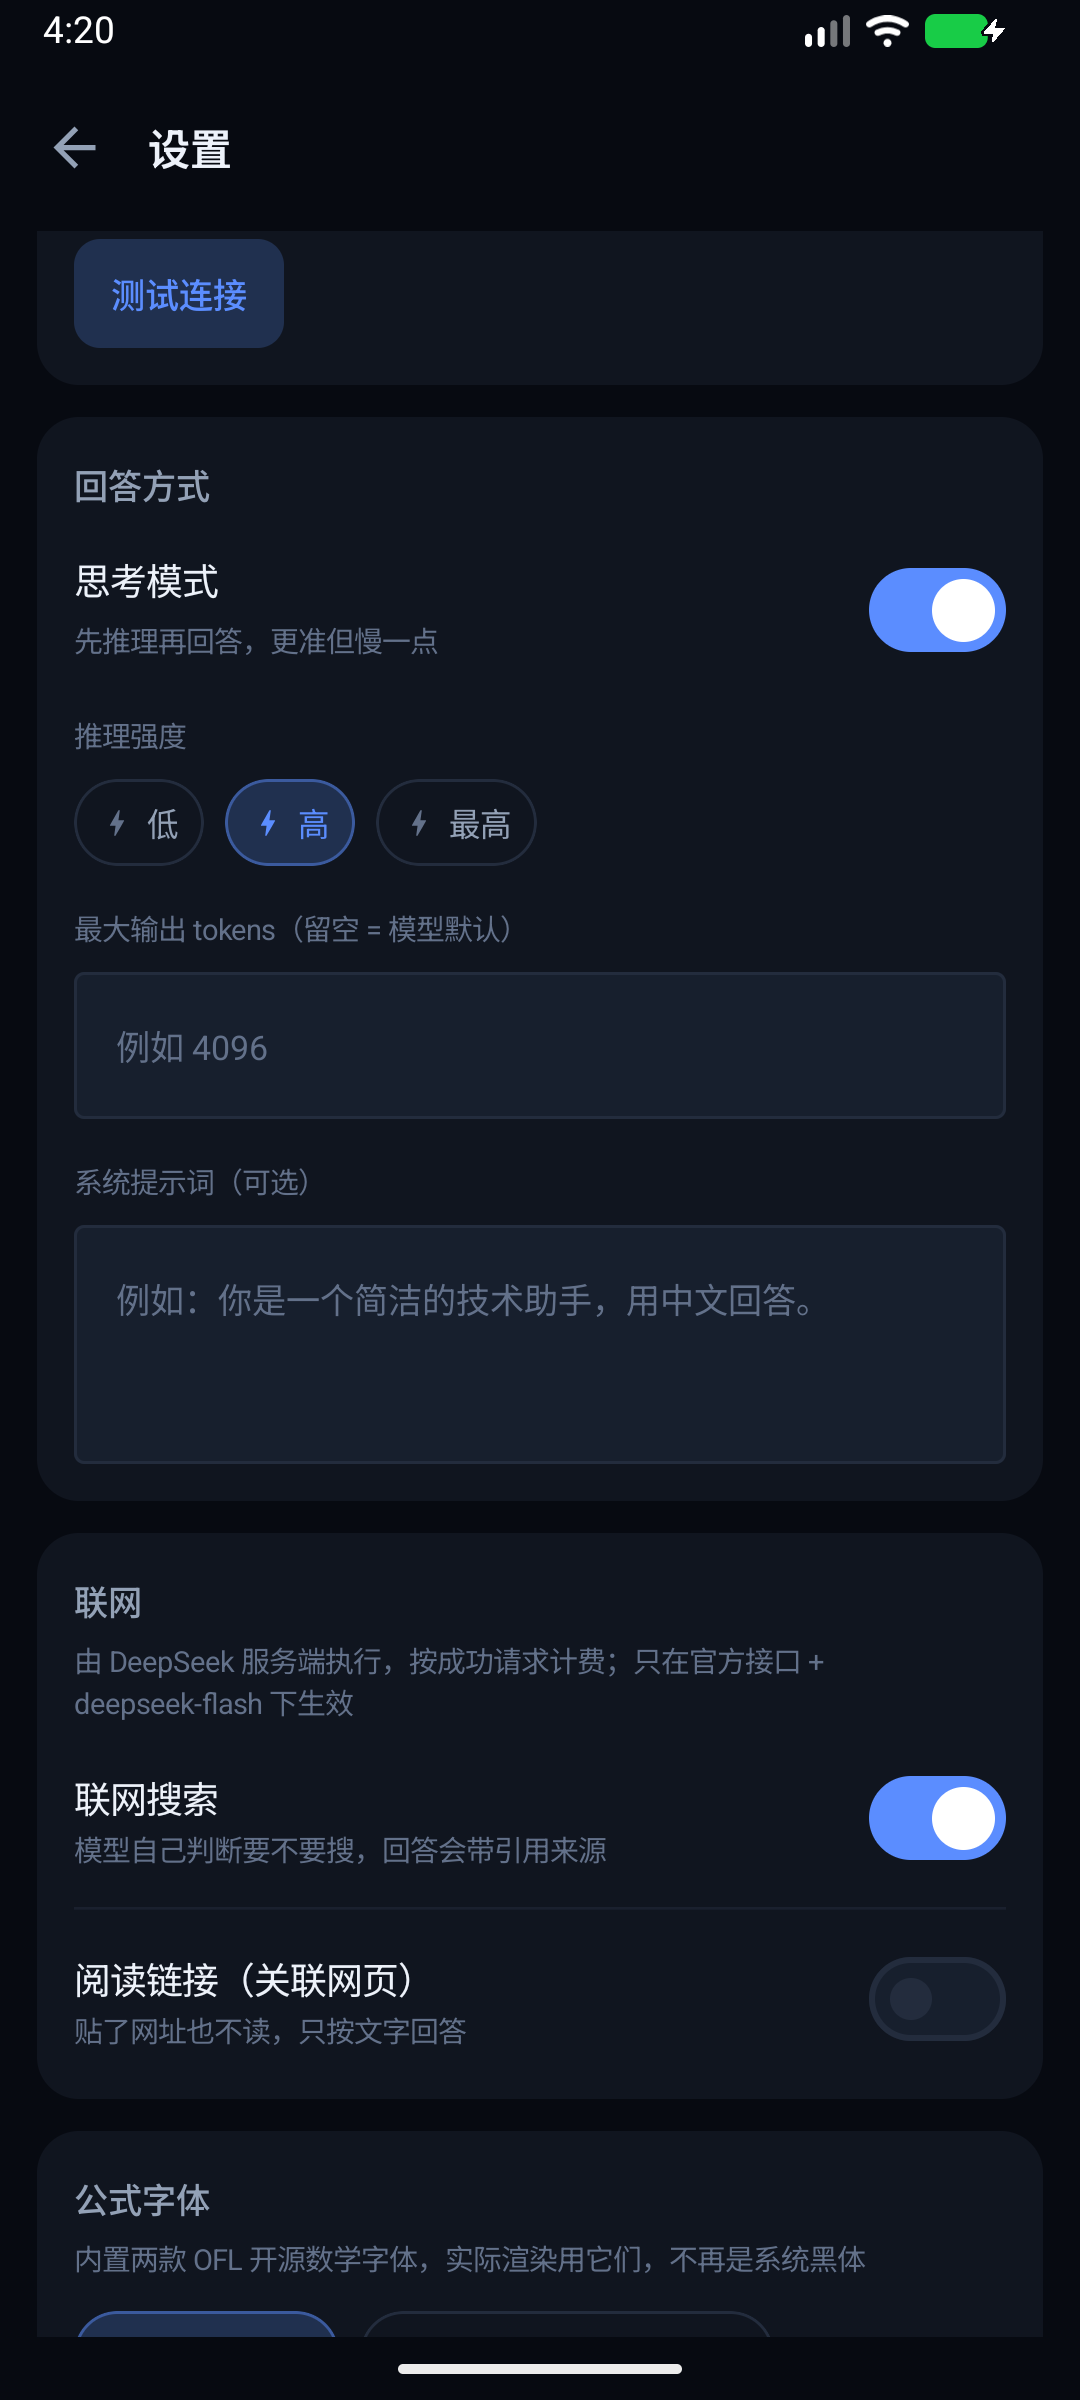 4:20
设置
测试连接
回答方式
思考模式
先推理再回答，更准但慢一点
推理强度
低
高
最高
最大输出 tokens（留空 = 模型默认）
例如 4096
系统提示词（可选）
例如：你是一个简洁的技术助手，用中文回答。
联网
由 DeepSeek 服务端执行，按成功请求计费；只在官方接口 +
deepseek-flash 下生效
联网搜索
模型自己判断要不要搜，回答会带引用来源
阅读链接（关联网页）
贴了网址也不读，只按文字回答
公式字体
内置两款 OFL 开源数学字体，实际渲染用它们，不再是系统黑体